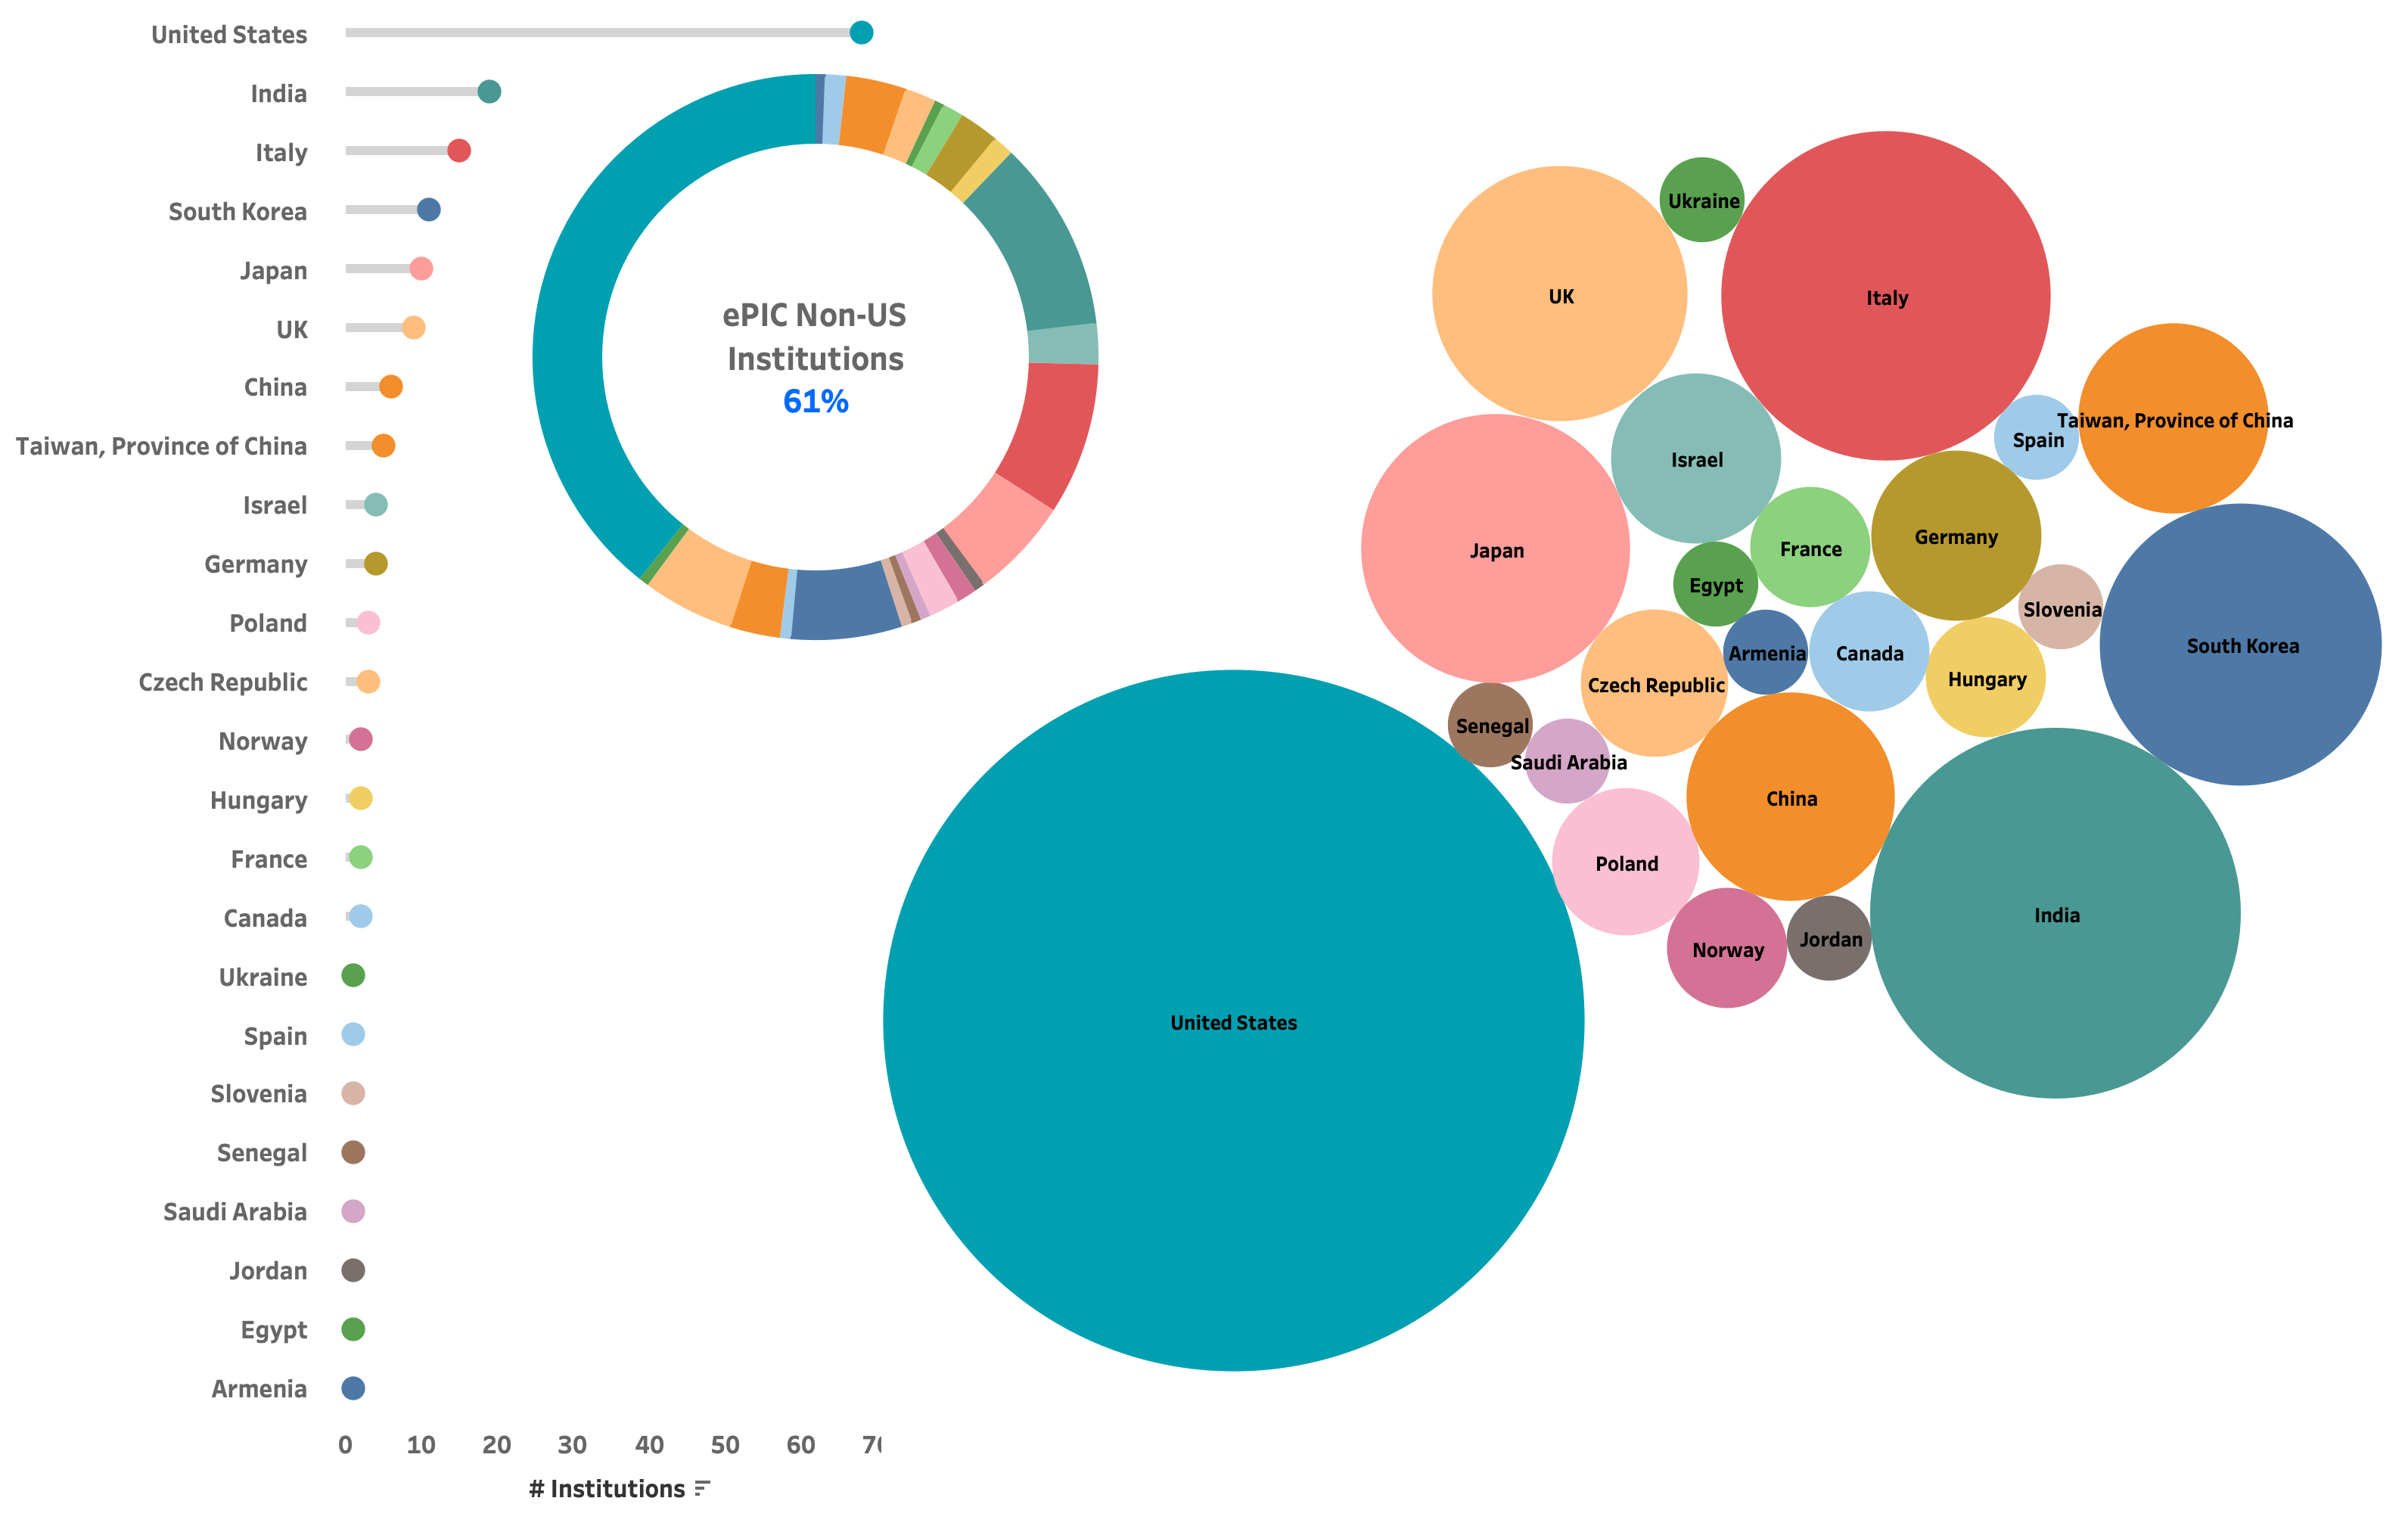 United States
India
Italy
South Korea
Japan
UK
China
Taiwan, Province of China
Israel
Germany
Poland
Czech Republic
Norway
Hungary
France
Canada
Ukraine
Spain
Slovenia
Senegal
Saudi Arabia
Jordan
Egypt
Armenia
0 10 20 30 40 50 60
# Institutions
ePIC Non-US
Institutions
61%
Ukraine
UK
Italy
Taiwan, Province of China
Spain
Israel
Germany
France
Japan
Egypt
Slovenia
South Korea
Armenia
Canada
Hungary
Czech Republic
Senegal
Saudi Arabia
China
Poland
India
Jordan
Norway
United States